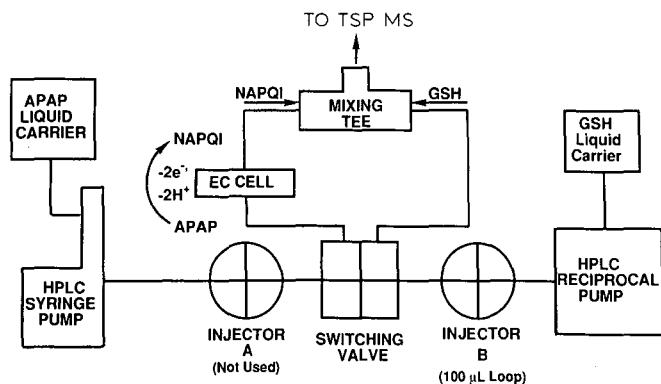 TO TSP MS
APAP
LIQUID
CARRIER
NAPQI
GSH
MIXING
TEE
GSH
Liquid
Carrier
NAPQI
-2e⁻,
-2H⁺
EC CELL
APAP
HPLC
SYRINGE
PUMP
HPLC
RECIPROCAL
PUMP
INJECTOR
A
(Not Used)
SWITCHING
VALVE
INJECTOR
B
(100 µL Loop)